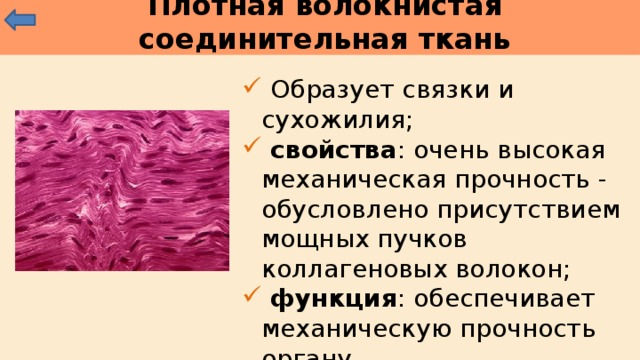 Плотная волокнистая
соединительная ткань
Образует связки и
сухожилия;
свойства: очень высокая
механическая прочность -
обусловлено присутствием
мощных пучков
коллагеновых волокон;
функция: обеспечивает
механическую прочность
органу